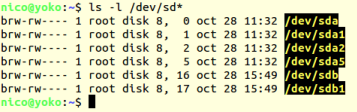 nico@yoko:~$ ls -l /dev/sd*
brw-rw---- 1 root disk 8,  0 oct 28 11:32 /dev/sda
brw-rw---- 1 root disk 8,  1 oct 28 11:32 /dev/sda1
brw-rw---- 1 root disk 8,  2 oct 28 11:32 /dev/sda2
brw-rw---- 1 root disk 8,  5 oct 28 11:32 /dev/sda5
brw-rw---- 1 root disk 8, 16 oct 28 15:49 /dev/sdb
brw-rw---- 1 root disk 8, 17 oct 28 15:49 /dev/sdb1
nico@yoko:~$